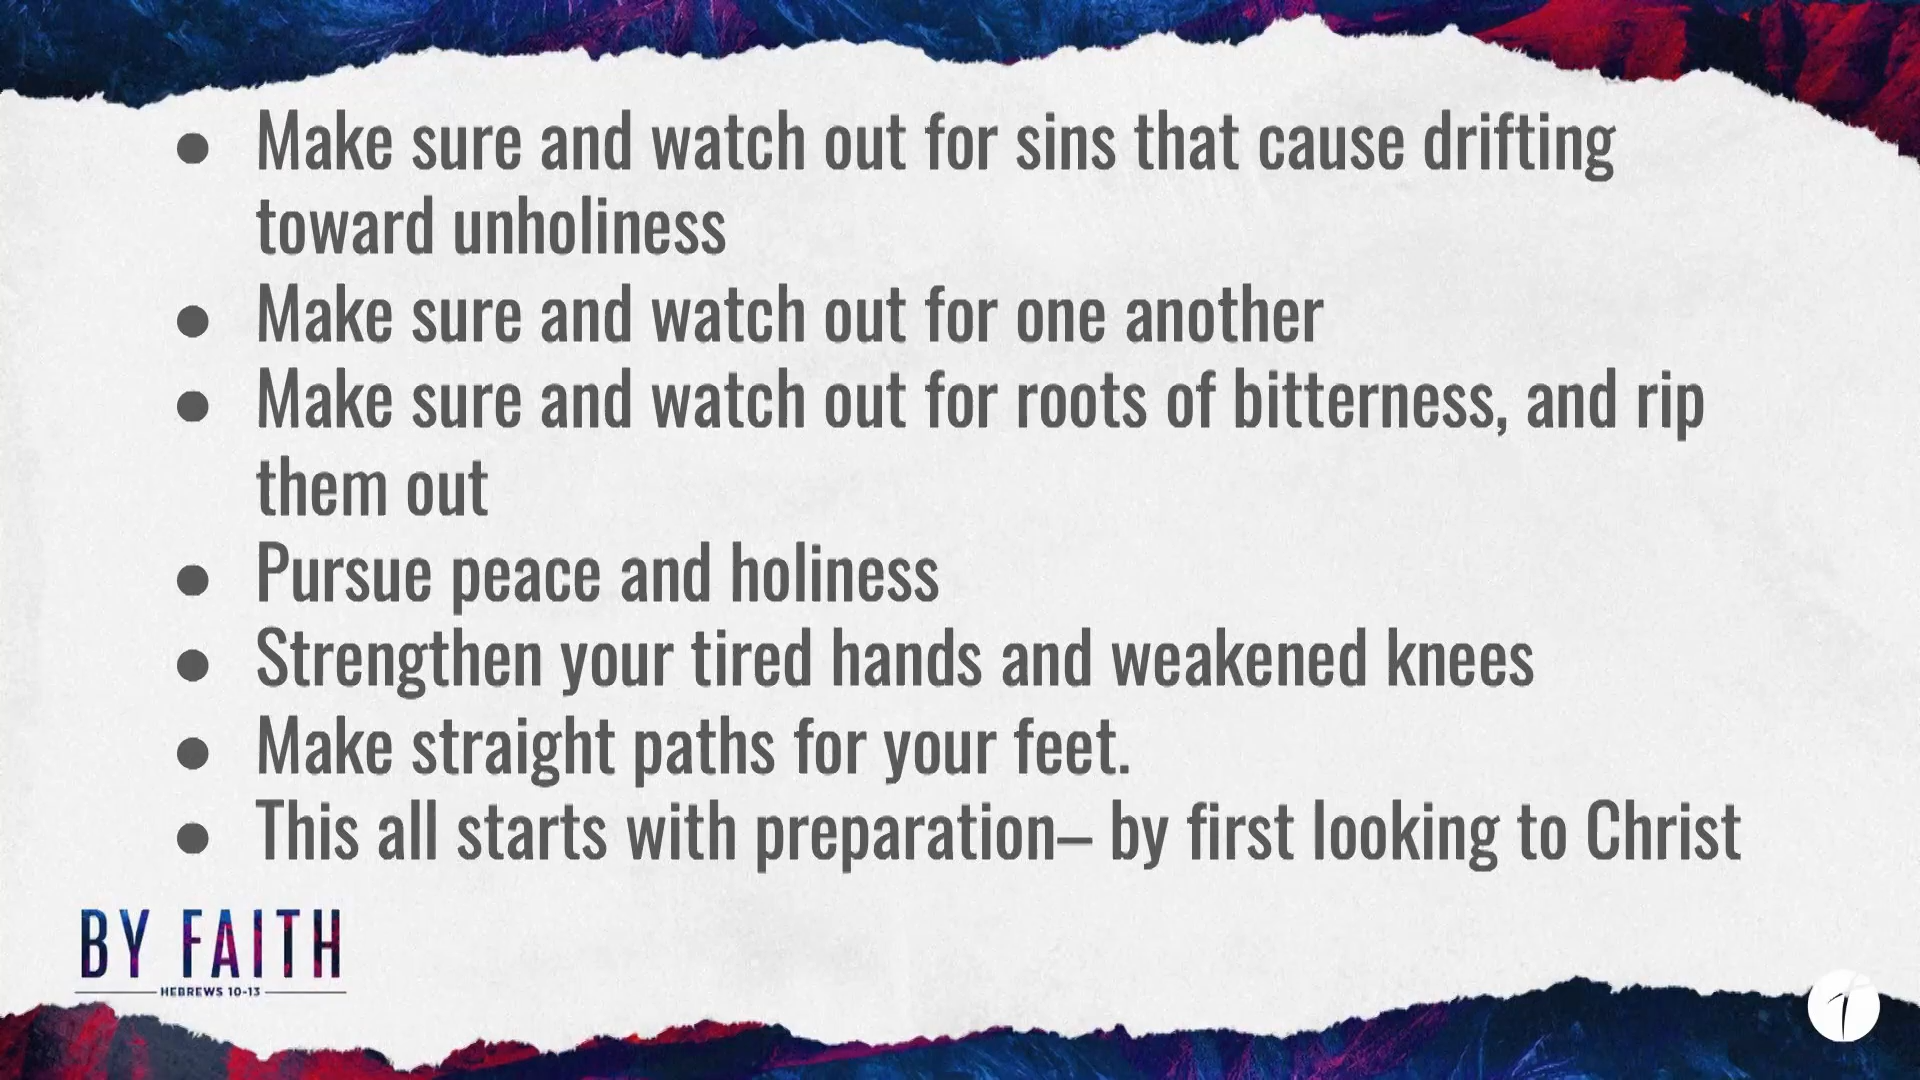 ● Make sure and watch out for sins that cause drifting
toward unholiness
● Make sure and watch out for one another
● Make sure and watch out for roots of bitterness, and rip
them out
● Pursue peace and holiness
● Strengthen your tired hands and weakened knees
● Make straight paths for your feet.
● This all starts with preparation– by first looking to Christ
BY FAITH
HEBREWS 10-13